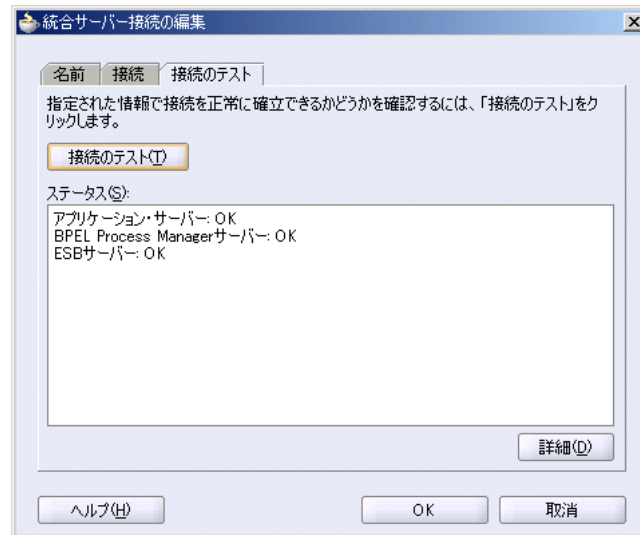 統合サーバー接続の編集
名前 接続 接続のテスト
指定された情報で接続を正常に確立できるかどうかを確認するには、「接続のテスト」をク
リックします。
接続のテスト(T)
ステータス(S):
アプリケーション・サーバー: OK
BPEL Process Managerサーバー: OK
ESBサーバー: OK
詳細(D)
ヘルプ(H) OK 取消